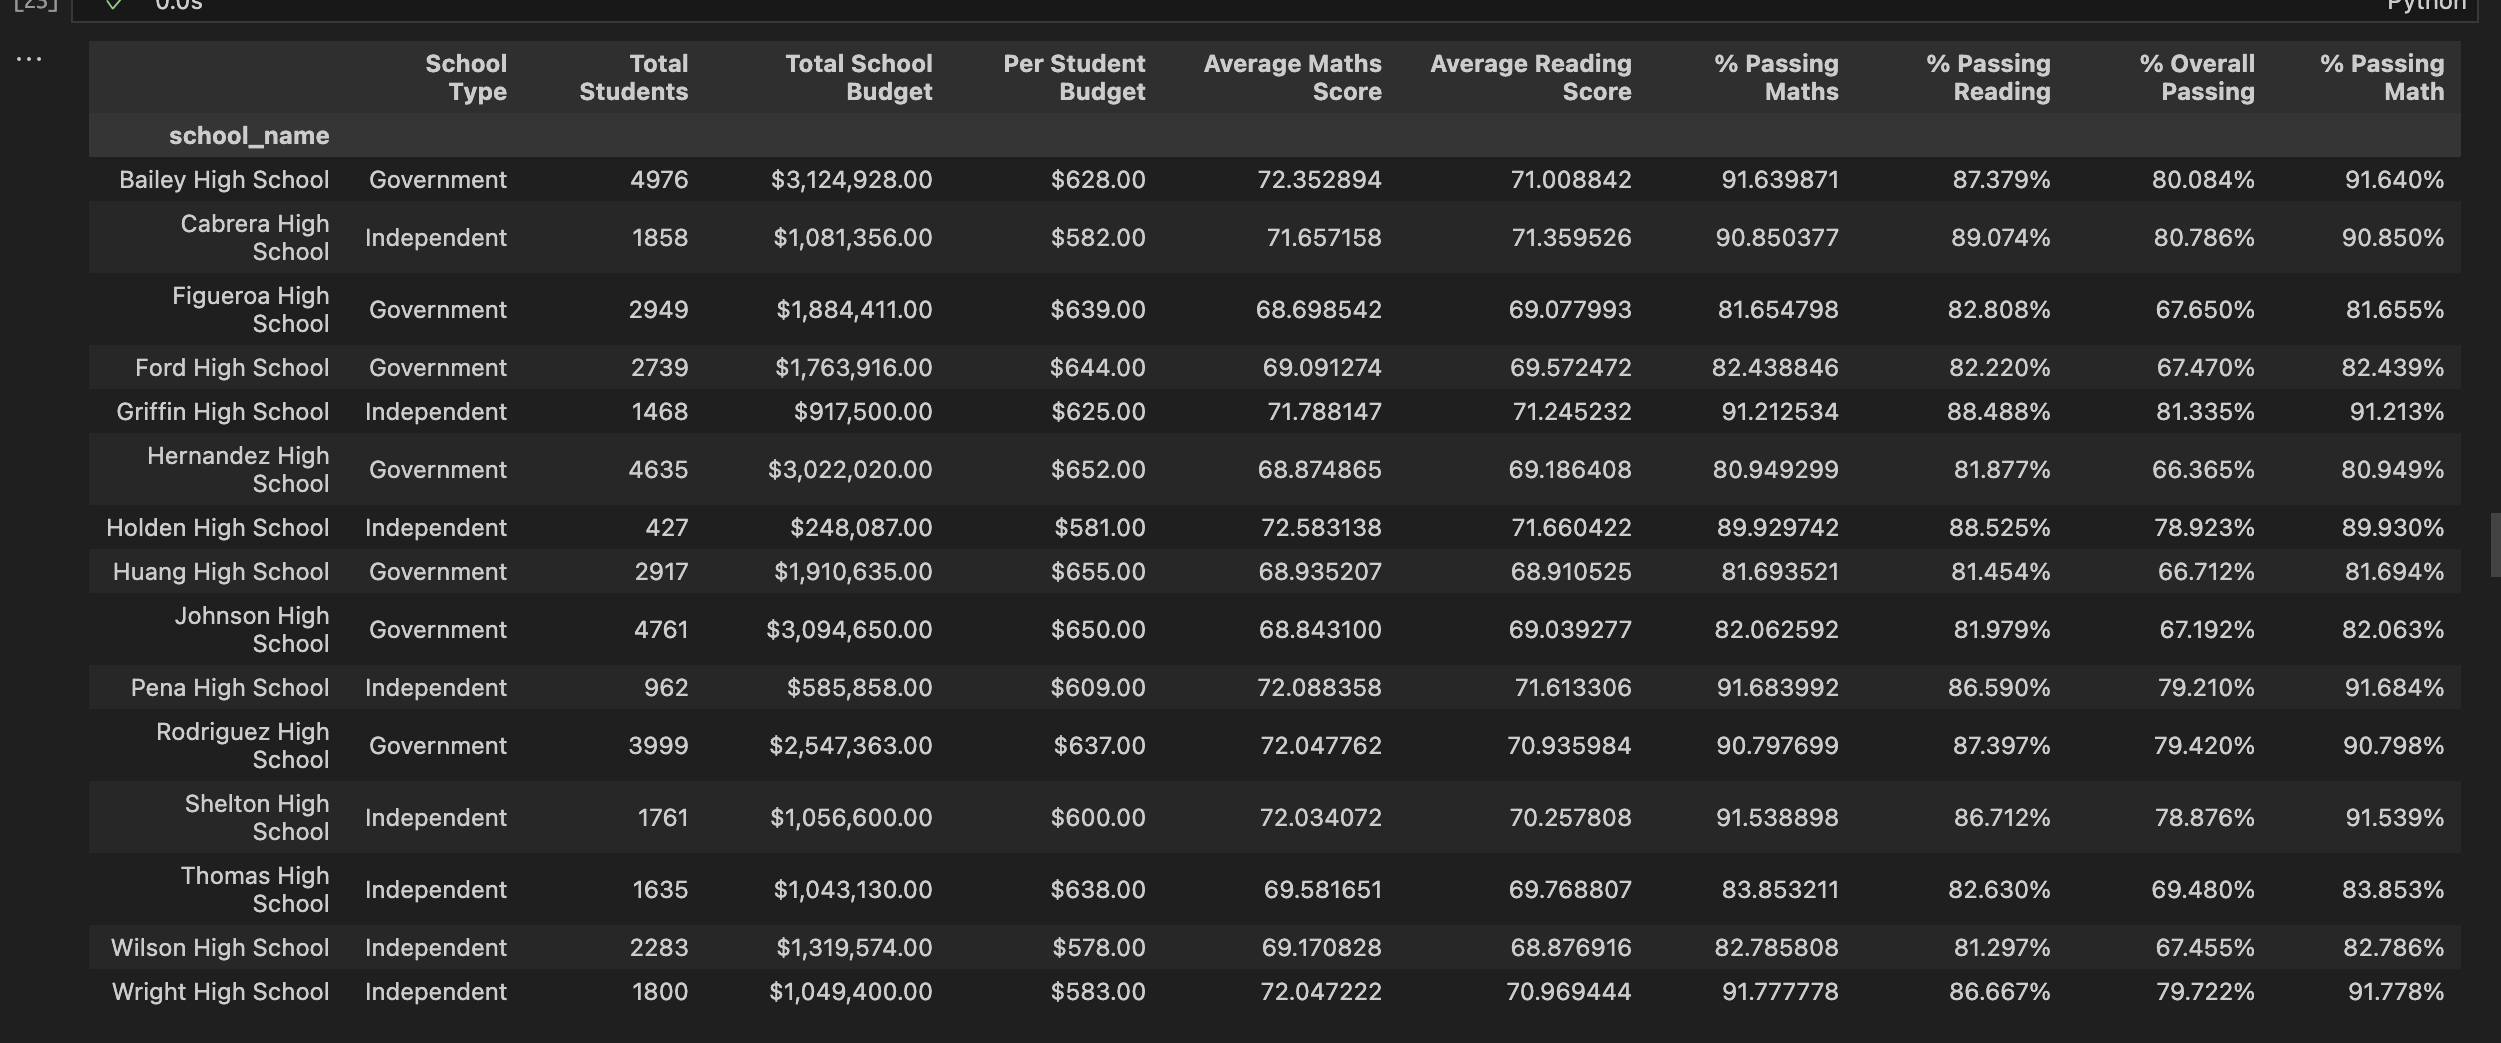 [23] ✓ 0.0s Python
...
School Type Total Students Total School Budget Per Student Budget Average Maths Score Average Reading Score % Passing Maths % Passing Reading % Overall Passing % Passing Math
school_name
Bailey High School Government 4976 $3,124,928.00 $628.00 72.352894 71.008842 91.639871 87.379% 80.084% 91.640%
Cabrera High School Independent 1858 $1,081,356.00 $582.00 71.657158 71.359526 90.850377 89.074% 80.786% 90.850%
Figueroa High School Government 2949 $1,884,411.00 $639.00 68.698542 69.077993 81.654798 82.808% 67.650% 81.655%
Ford High School Government 2739 $1,763,916.00 $644.00 69.091274 69.572472 82.438846 82.220% 67.470% 82.439%
Griffin High School Independent 1468 $917,500.00 $625.00 71.788147 71.245232 91.212534 88.488% 81.335% 91.213%
Hernandez High School Government 4635 $3,022,020.00 $652.00 68.874865 69.186408 80.949299 81.877% 66.365% 80.949%
Holden High School Independent 427 $248,087.00 $581.00 72.583138 71.660422 89.929742 88.525% 78.923% 89.930%
Huang High School Government 2917 $1,910,635.00 $655.00 68.935207 68.910525 81.693521 81.454% 66.712% 81.694%
Johnson High School Government 4761 $3,094,650.00 $650.00 68.843100 69.039277 82.062592 81.979% 67.192% 82.063%
Pena High School Independent 962 $585,858.00 $609.00 72.088358 71.613306 91.683992 86.590% 79.210% 91.684%
Rodriguez High School Government 3999 $2,547,363.00 $637.00 72.047762 70.935984 90.797699 87.397% 79.420% 90.798%
Shelton High School Independent 1761 $1,056,600.00 $600.00 72.034072 70.257808 91.538898 86.712% 78.876% 91.539%
Thomas High School Independent 1635 $1,043,130.00 $638.00 69.581651 69.768807 83.853211 82.630% 69.480% 83.853%
Wilson High School Independent 2283 $1,319,574.00 $578.00 69.170828 68.876916 82.785808 81.297% 67.455% 82.786%
Wright High School Independent 1800 $1,049,400.00 $583.00 72.047222 70.969444 91.777778 86.667% 79.722% 91.778%